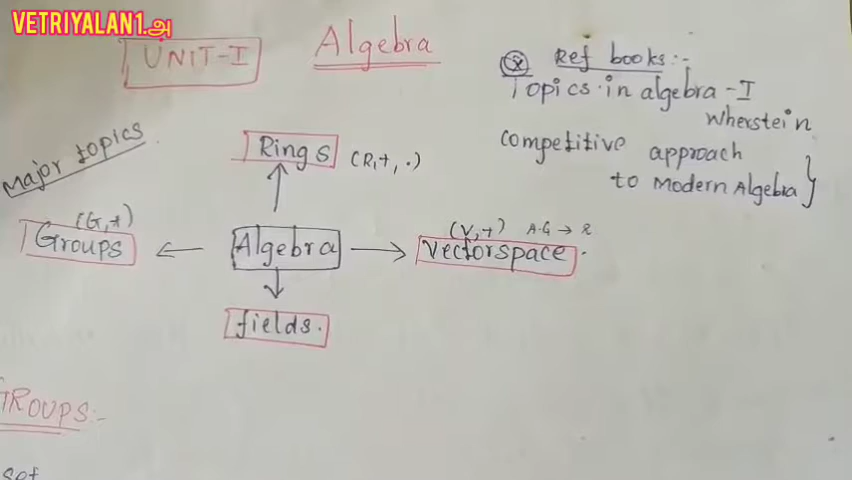 VETRIYALAN1.அ
UNIT-I
Algebra
Ref books:-
Topics in algebra -I
wherstein
competitive approach
to Modern Algebra
Major topics
Rings (R,+,.)
(G,*)
Groups
Algebra
(V,+) A.G → R
Vectorspace.
fields.
GROUPS:-
set